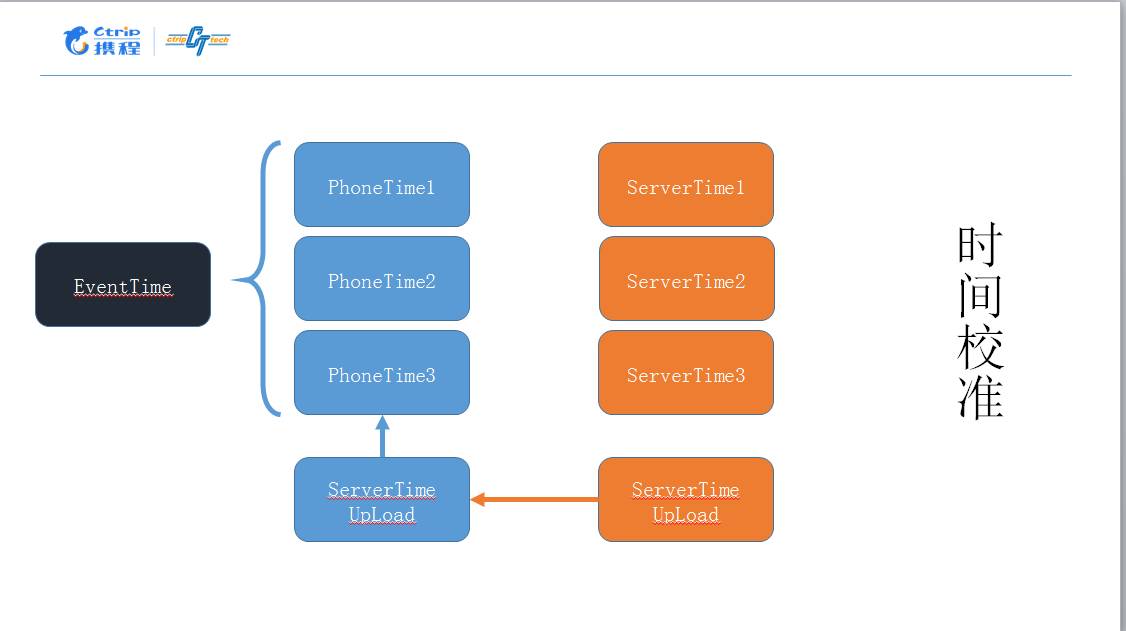 Ctrip
携程
ctrip CT tech
EventTime
PhoneTime1
PhoneTime2
PhoneTime3
ServerTime
UpLoad
ServerTime1
ServerTime2
ServerTime3
ServerTime
UpLoad
时间校准